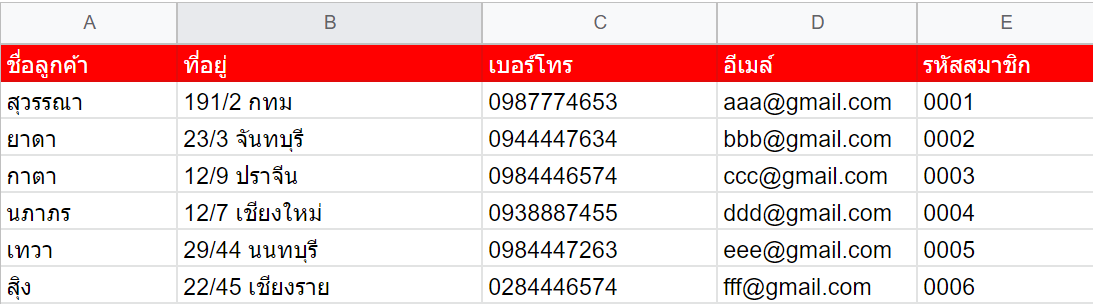 A B C D E
ชื่อลูกค้า ที่อยู่ เบอร์โทร อีเมล์ รหัสสมาชิก
สุวรรณา 191/2 กทม 0987774653 aaa@gmail.com 0001
ยาดา 23/3 จันทบุรี 0944447634 bbb@gmail.com 0002
กาตา 12/9 ปราจีน 0984446574 ccc@gmail.com 0003
นภาภร 12/7 เชียงใหม่ 0938887455 ddd@gmail.com 0004
เทวา 29/44 นนทบุรี 0984447263 eee@gmail.com 0005
สุิง 22/45 เชียงราย 0284446574 fff@gmail.com 0006